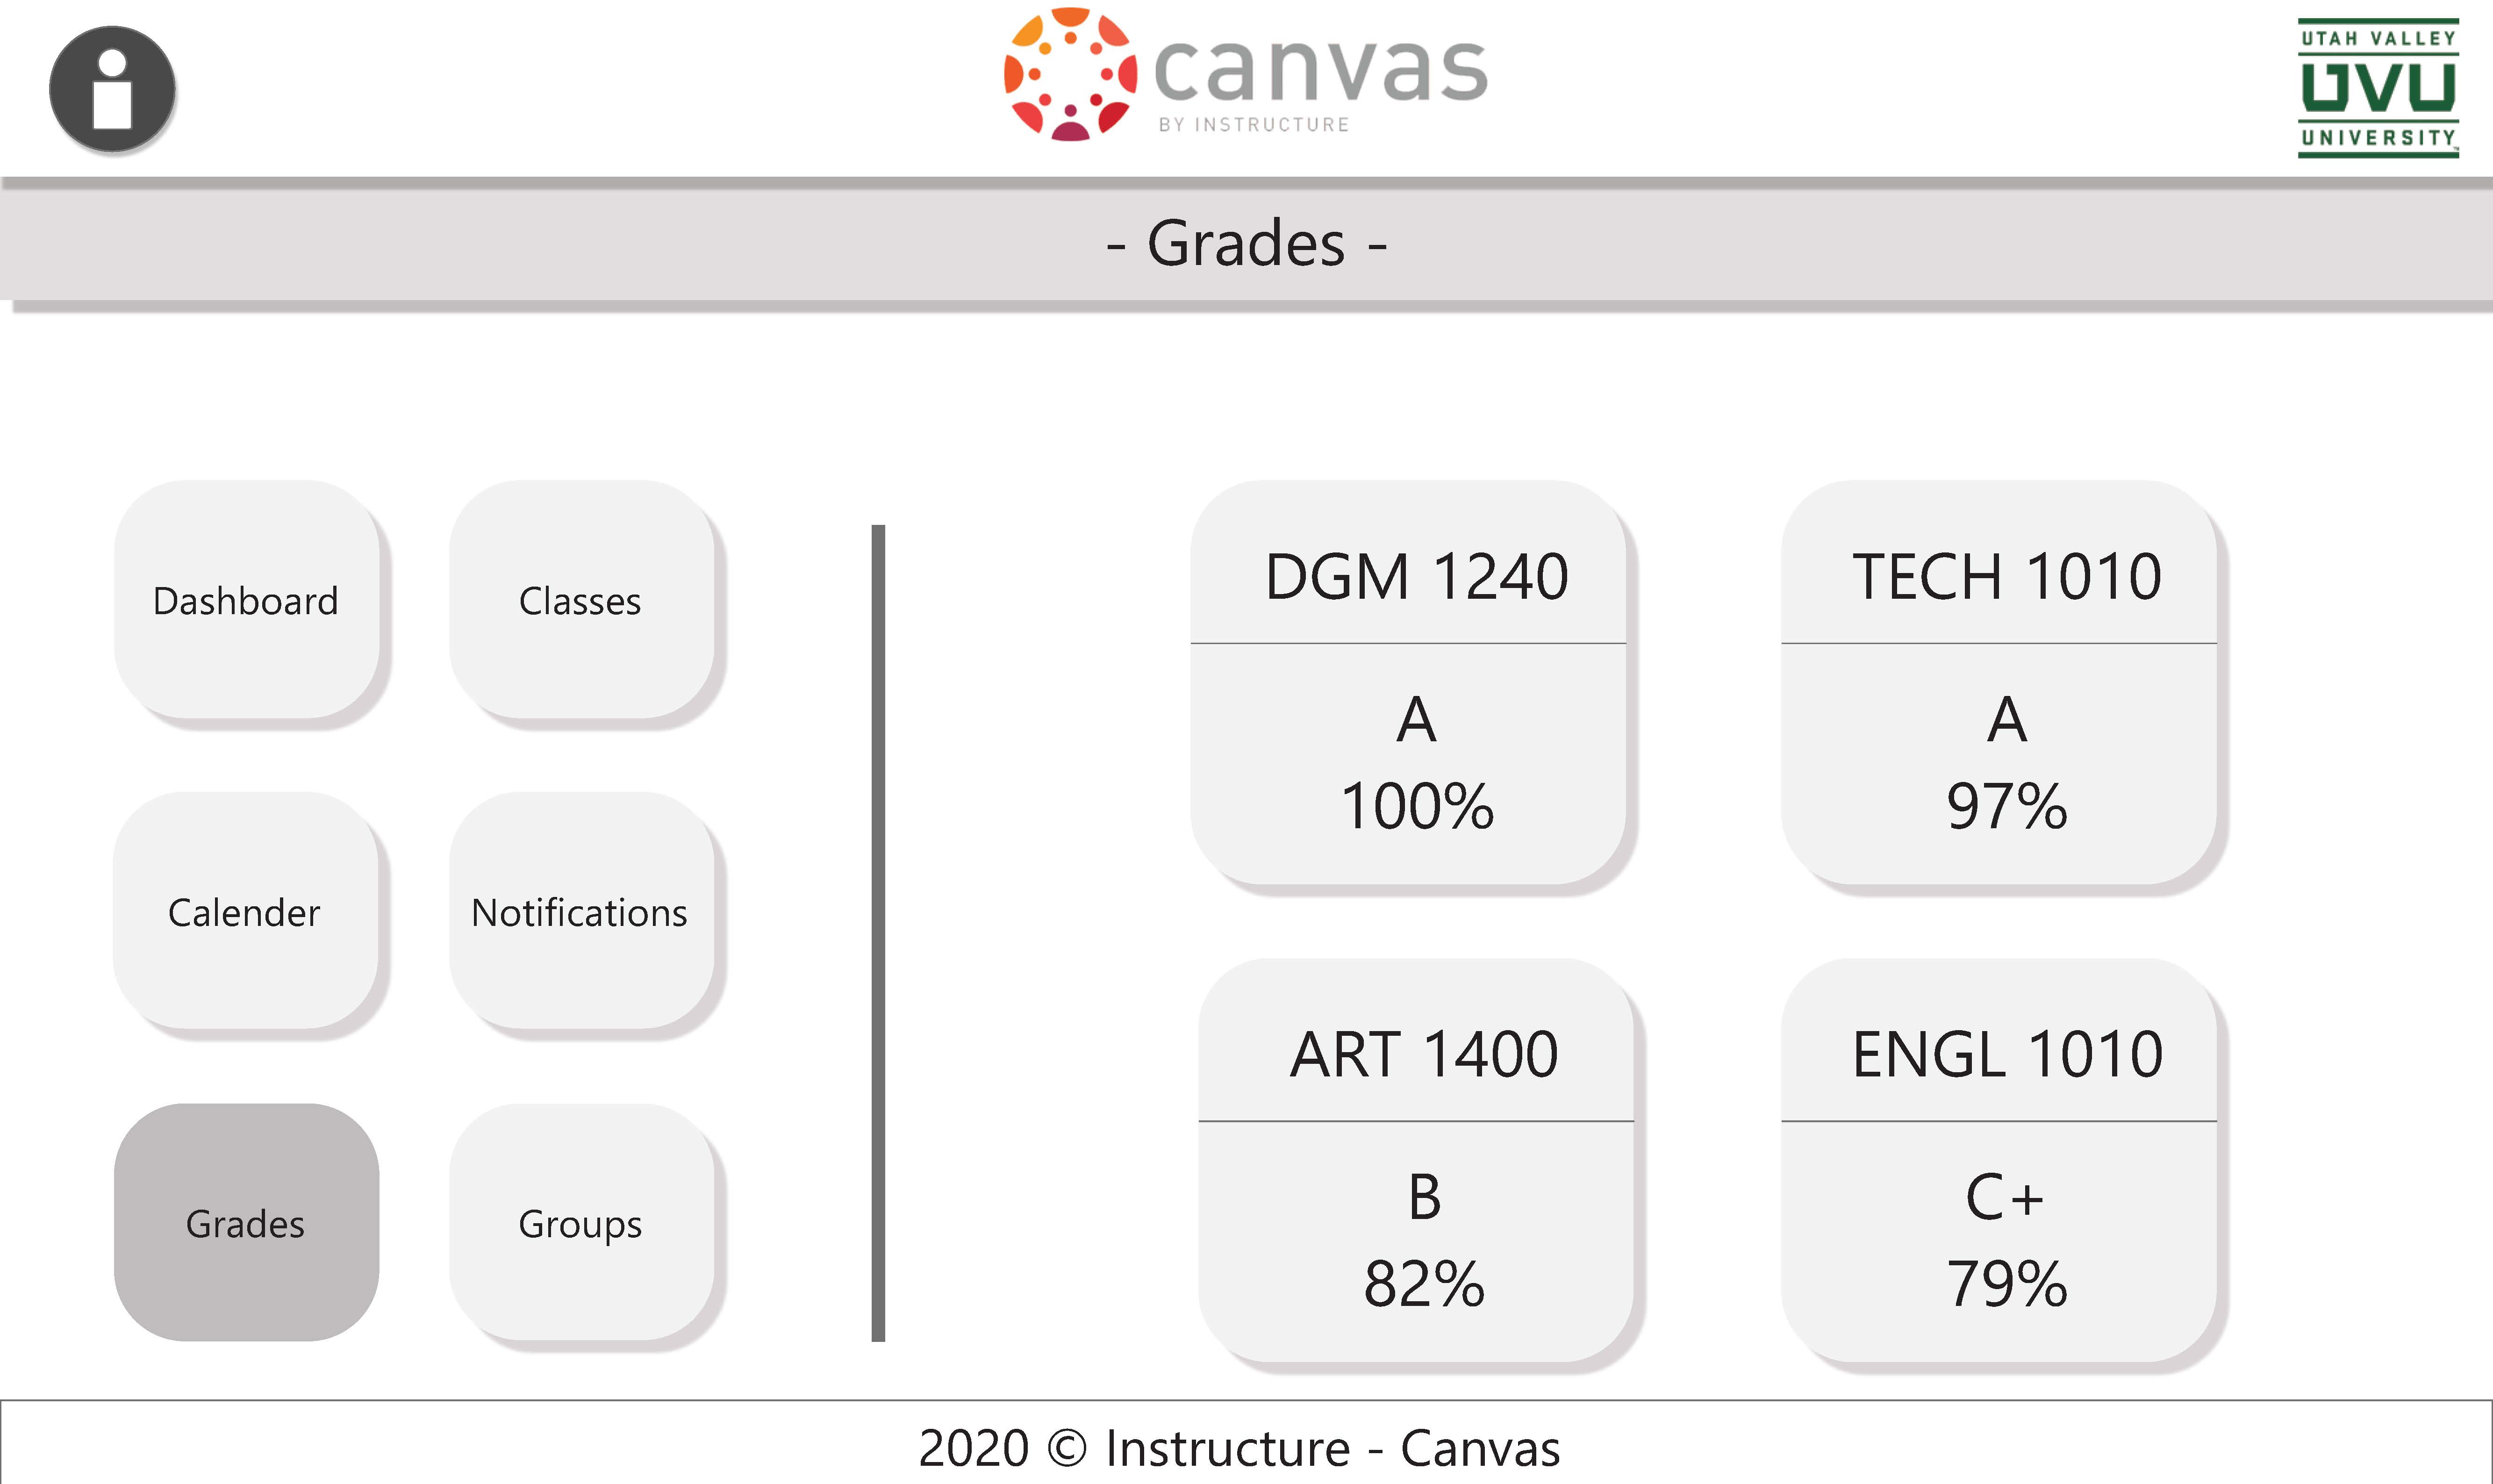 canvas
BY INSTRUCTURE
UTAH VALLEY
UVU
UNIVERSITY™
- Grades -
Dashboard
Classes
Calender
Notifications
Grades
Groups
DGM 1240
A
100%
TECH 1010
A
97%
ART 1400
B
82%
ENGL 1010
C+
79%
2020 © Instructure - Canvas